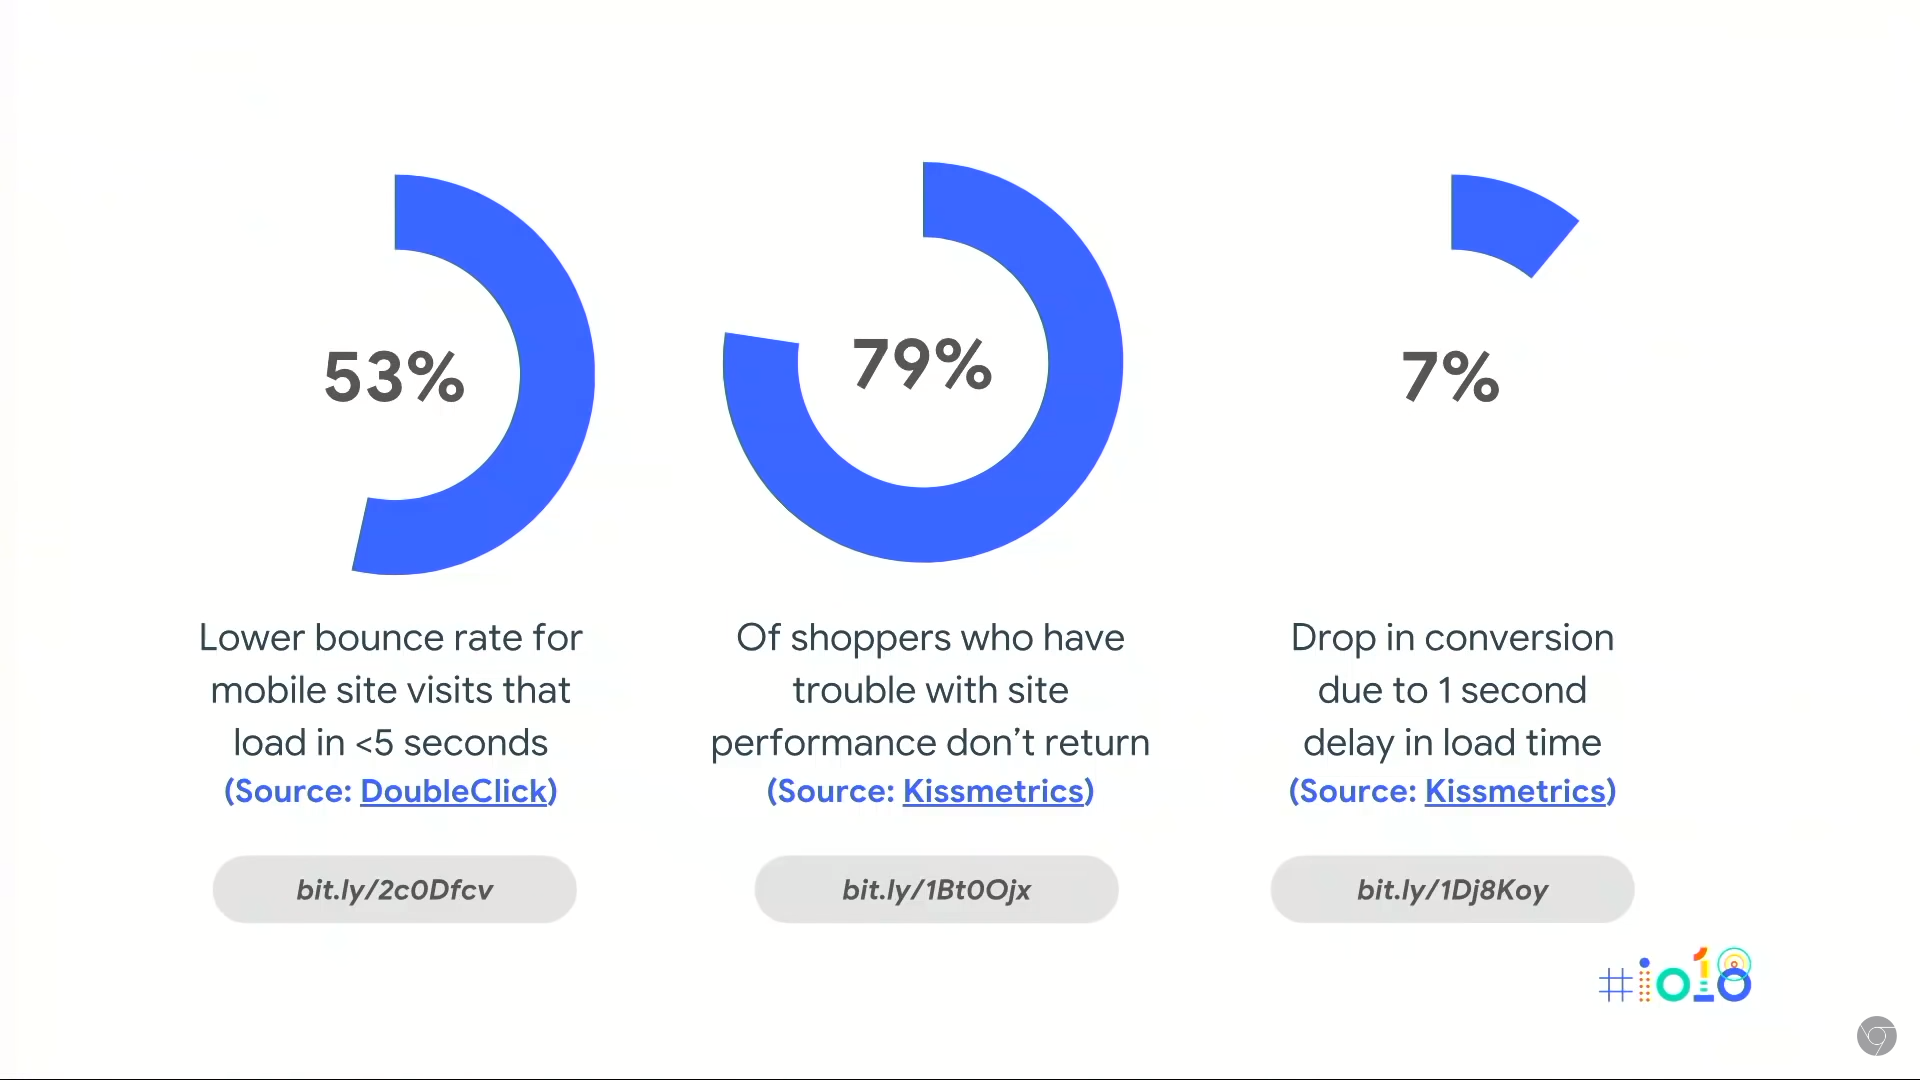 53%
Lower bounce rate for
mobile site visits that
load in <5 seconds
(Source: DoubleClick)
bit.ly/2c0Dfcv
79%
Of shoppers who have
trouble with site
performance don’t return
(Source: Kissmetrics)
bit.ly/1Bt0Ojx
7%
Drop in conversion
due to 1 second
delay in load time
(Source: Kissmetrics)
bit.ly/1Dj8Koy
#io18